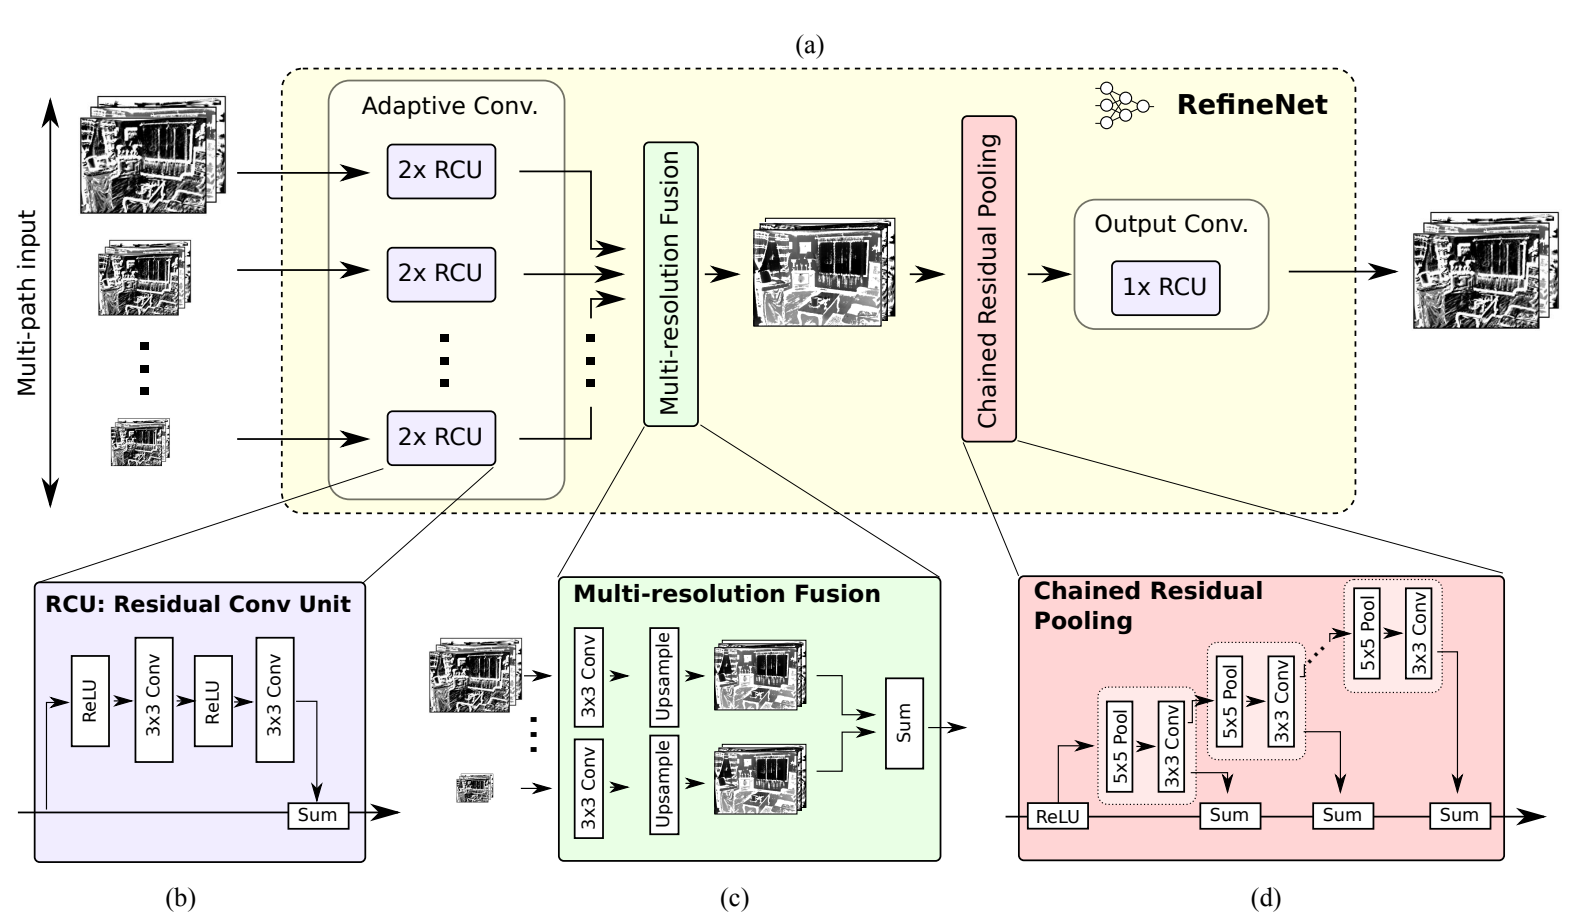 (a)
RefineNet
Multi-path input
Adaptive Conv.
2x RCU
2x RCU
2x RCU
Multi-resolution Fusion
Chained Residual Pooling
Output Conv.
1x RCU
RCU: Residual Conv Unit
ReLU
3x3 Conv
ReLU
3x3 Conv
Sum
(b)
Multi-resolution Fusion
3x3 Conv
Upsample
3x3 Conv
Upsample
Sum
(c)
Chained Residual
Pooling
ReLU
5x5 Pool
3x3 Conv
5x5 Pool
3x3 Conv
5x5 Pool
3x3 Conv
Sum
Sum
Sum
(d)